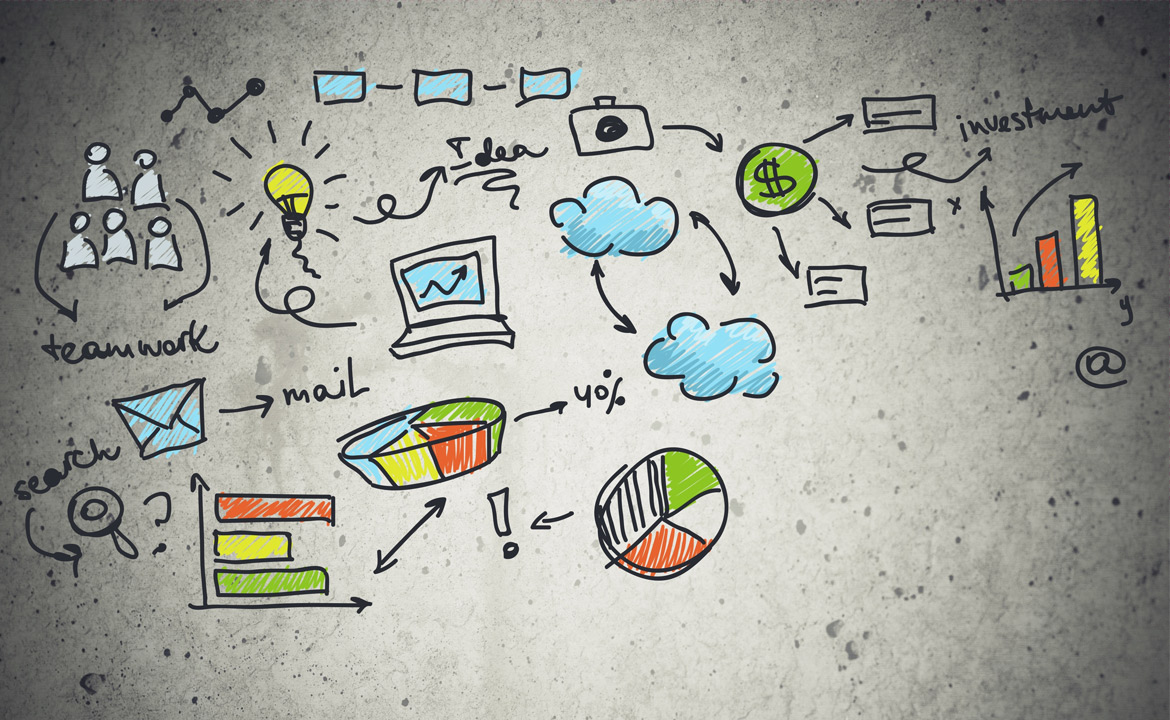 Idea
$
investment
x
y
teamwork
@
mail
40%
search
?
!